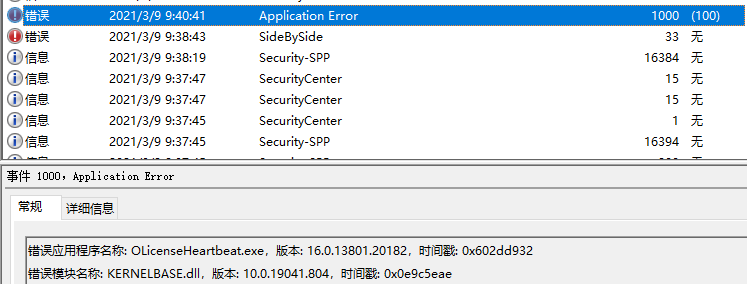 错误 2021/3/9 9:40:41 Application Error 1000 (100)
错误 2021/3/9 9:38:43 SideBySide 33 无
信息 2021/3/9 9:38:19 Security-SPP 16384 无
信息 2021/3/9 9:37:47 SecurityCenter 15 无
信息 2021/3/9 9:37:47 SecurityCenter 15 无
信息 2021/3/9 9:37:45 SecurityCenter 1 无
信息 2021/3/9 9:37:45 Security-SPP 16394 无
事件 1000，Application Error
常规 详细信息
错误应用程序名称: OLicenseHeartbeat.exe，版本: 16.0.13801.20182，时间戳: 0x602dd932
错误模块名称: KERNELBASE.dll，版本: 10.0.19041.804，时间戳: 0x0e9c5eae